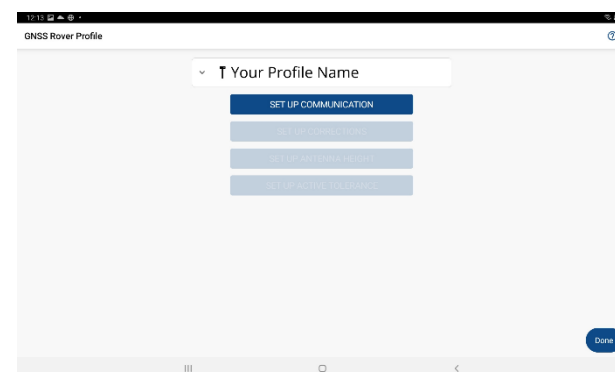 12:13
GNSS Rover Profile
Your Profile Name
SET UP COMMUNICATION
SET UP CORRECTIONS
SET UP ANTENNA HEIGHT
SET UP ACTIVE TOLERANCE
Done